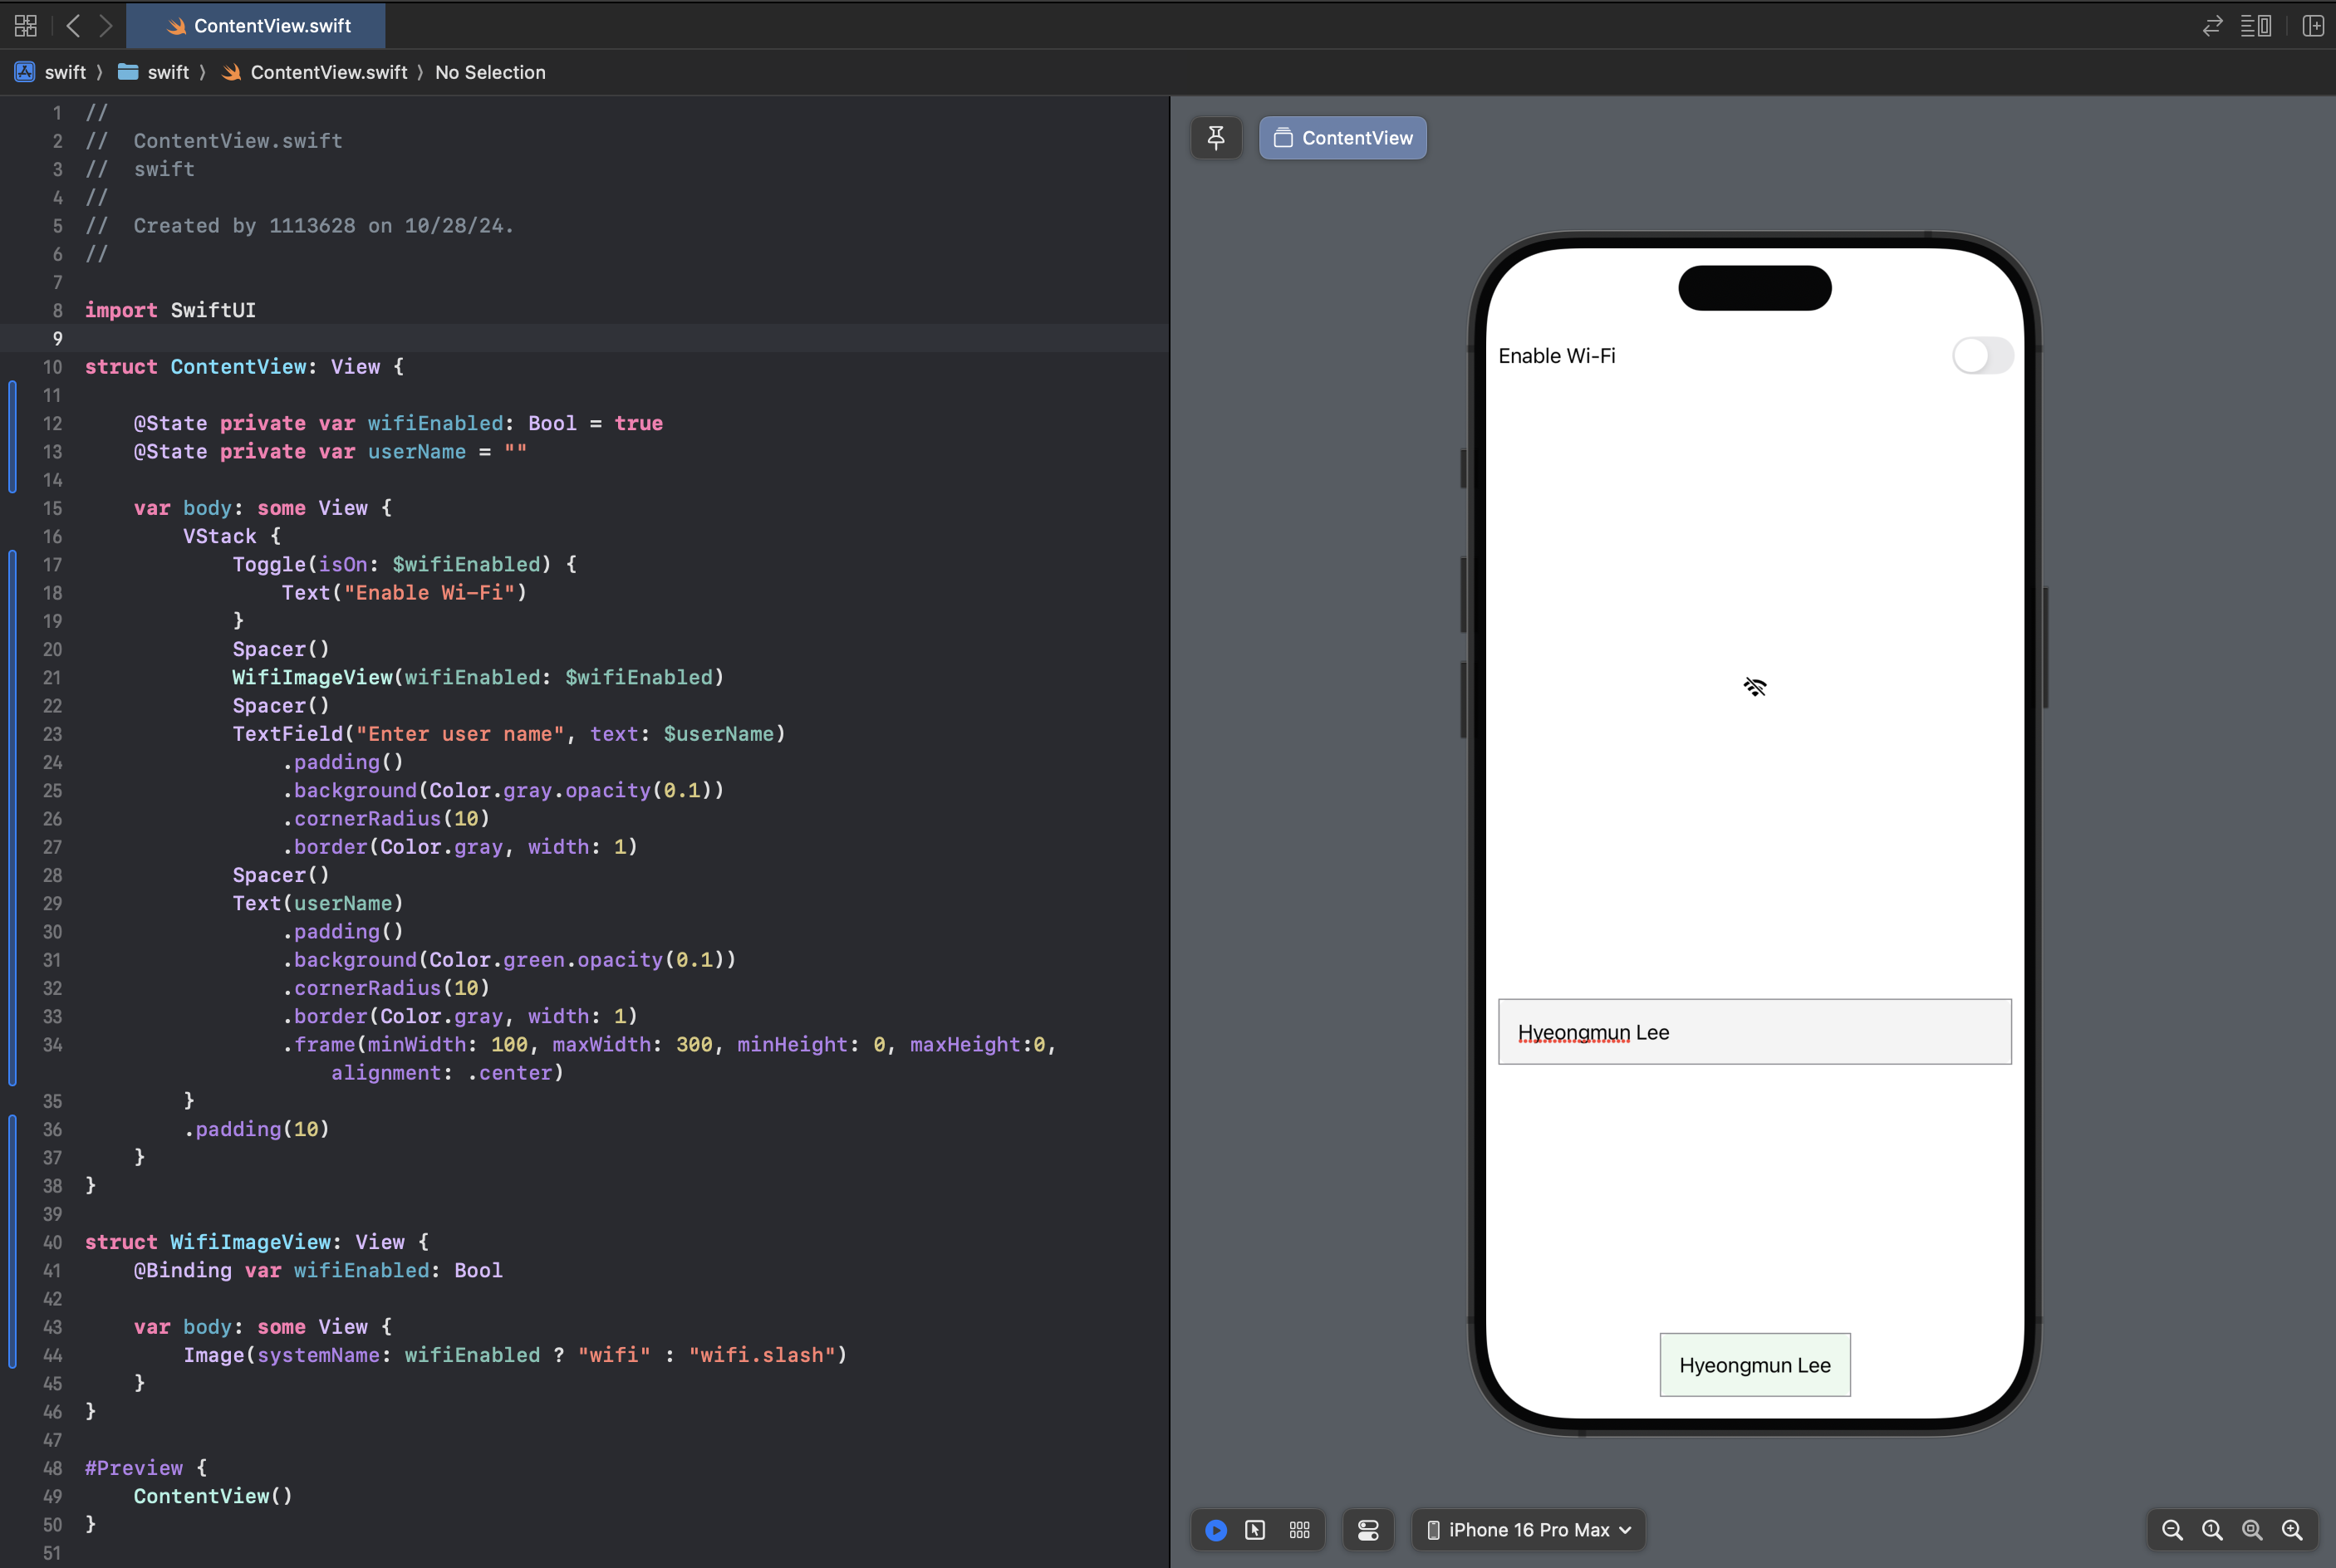 ContentView.swift
swift 〉 swift 〉 ContentView.swift 〉 No Selection
1 //
2 //  ContentView.swift
3 //  swift
4 //
5 //  Created by 1113628 on 10/28/24.
6 //
7
8 import SwiftUI
9
10 struct ContentView: View {
11
12     @State private var wifiEnabled: Bool = true
13     @State private var userName = ""
14
15     var body: some View {
16         VStack {
17             Toggle(isOn: $wifiEnabled) {
18                 Text("Enable Wi-Fi")
19             }
20             Spacer()
21             WifiImageView(wifiEnabled: $wifiEnabled)
22             Spacer()
23             TextField("Enter user name", text: $userName)
24                 .padding()
25                 .background(Color.gray.opacity(0.1))
26                 .cornerRadius(10)
27                 .border(Color.gray, width: 1)
28             Spacer()
29             Text(userName)
30                 .padding()
31                 .background(Color.green.opacity(0.1))
32                 .cornerRadius(10)
33                 .border(Color.gray, width: 1)
34                 .frame(minWidth: 100, maxWidth: 300, minHeight: 0, maxHeight:0,
                    alignment: .center)
35         }
36         .padding(10)
37     }
38 }
39
40 struct WifiImageView: View {
41     @Binding var wifiEnabled: Bool
42
43     var body: some View {
44         Image(systemName: wifiEnabled ? "wifi" : "wifi.slash")
45     }
46 }
47
48 #Preview {
49     ContentView()
50 }
51
ContentView
Enable Wi-Fi
Hyeongmun Lee
Hyeongmun Lee
iPhone 16 Pro Max